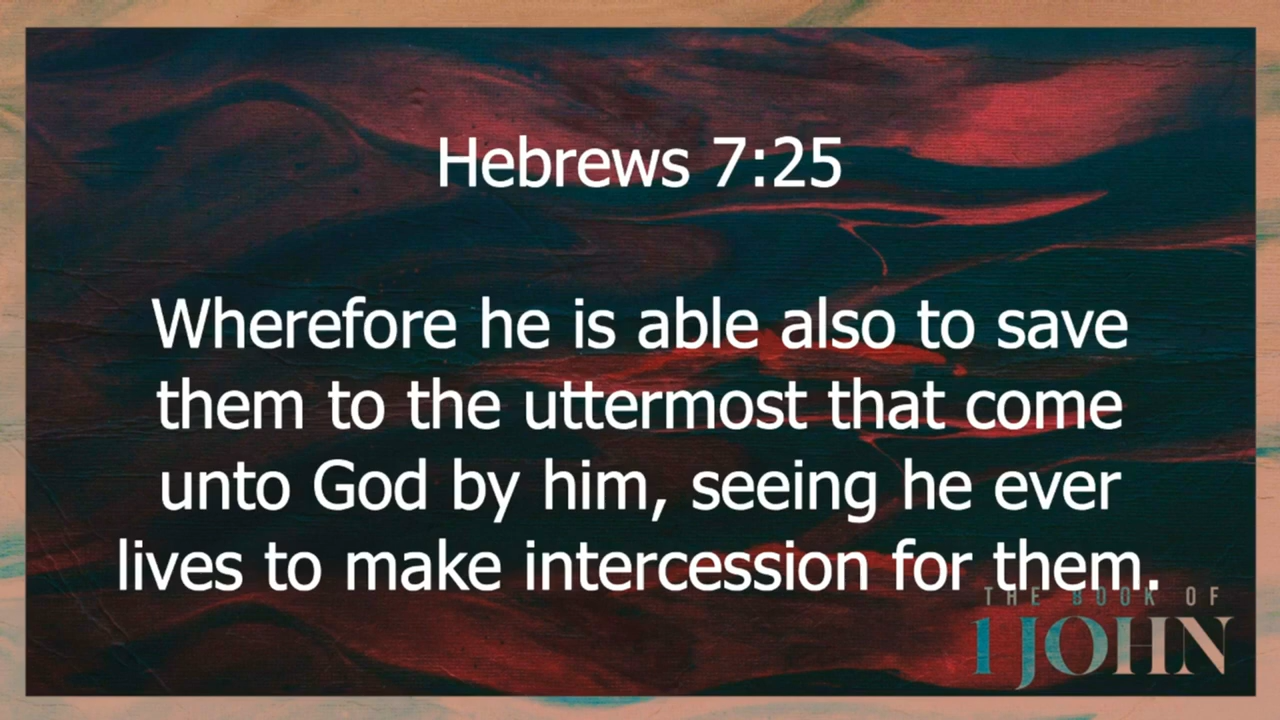 Hebrews 7:25
Wherefore he is able also to save
them to the uttermost that come
unto God by him, seeing he ever
lives to make intercession for them.
THE BOOK OF
1 JOHN